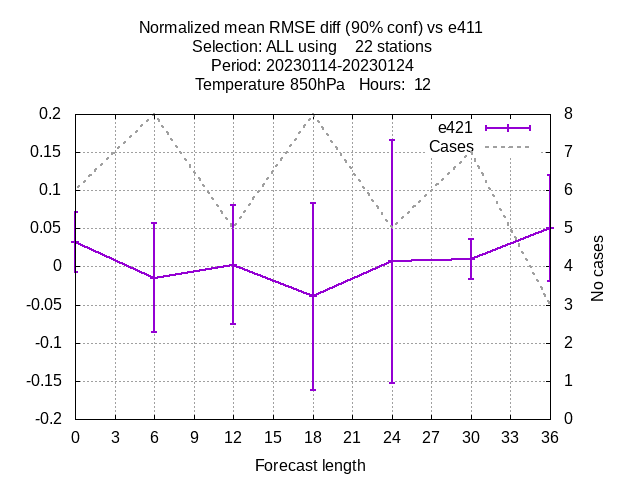 Normalized mean RMSE diff (90% conf) vs e411
Selection: ALL using    22 stations
Period: 20230114-20230124
Temperature 850hPa   Hours:  12
e421
Cases
0.2
0.15
0.1
0.05
0
-0.05
-0.1
-0.15
-0.2
8
7
6
5
4
3
2
1
0
No cases
0 3 6 9 12 15 18 21 24 27 30 33 36
Forecast length